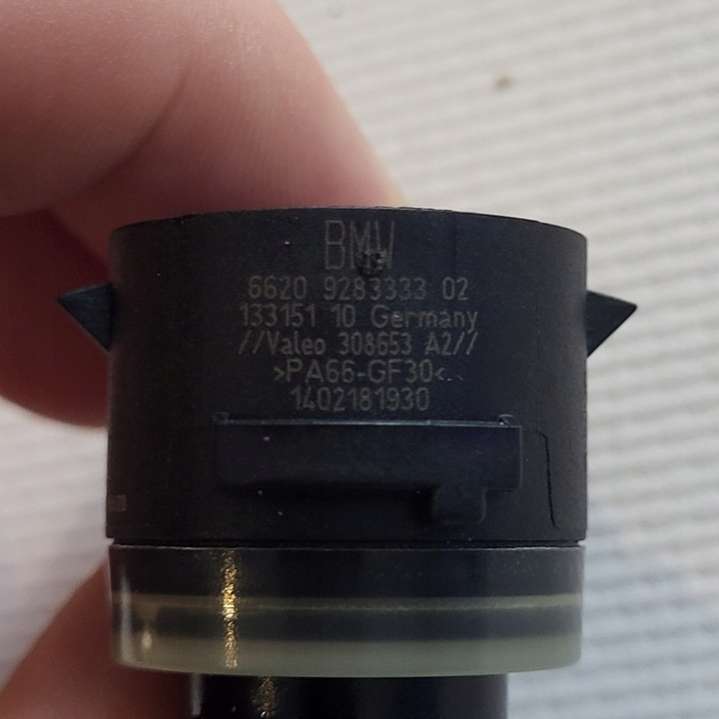 BMW
6620 9283333 02
133151 10 Germany
//Valeo 308653 A2//
>PA66-GF30<
1402181930